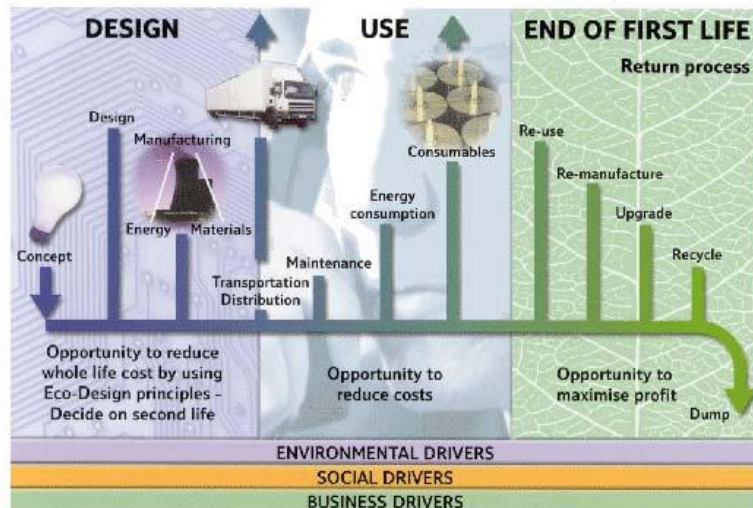 DESIGN
USE
END OF FIRST LIFE
Return process
Design
Manufacturing
Energy
Materials
Concept
Transportation
Distribution
Maintenance
Energy
consumption
Consumables
Re-use
Re-manufacture
Upgrade
Recycle
Opportunity to reduce
whole life cost by using
Eco-Design principles –
Decide on second life
Opportunity to
reduce costs
Opportunity to
maximise profit
Dump
ENVIRONMENTAL DRIVERS
SOCIAL DRIVERS
BUSINESS DRIVERS